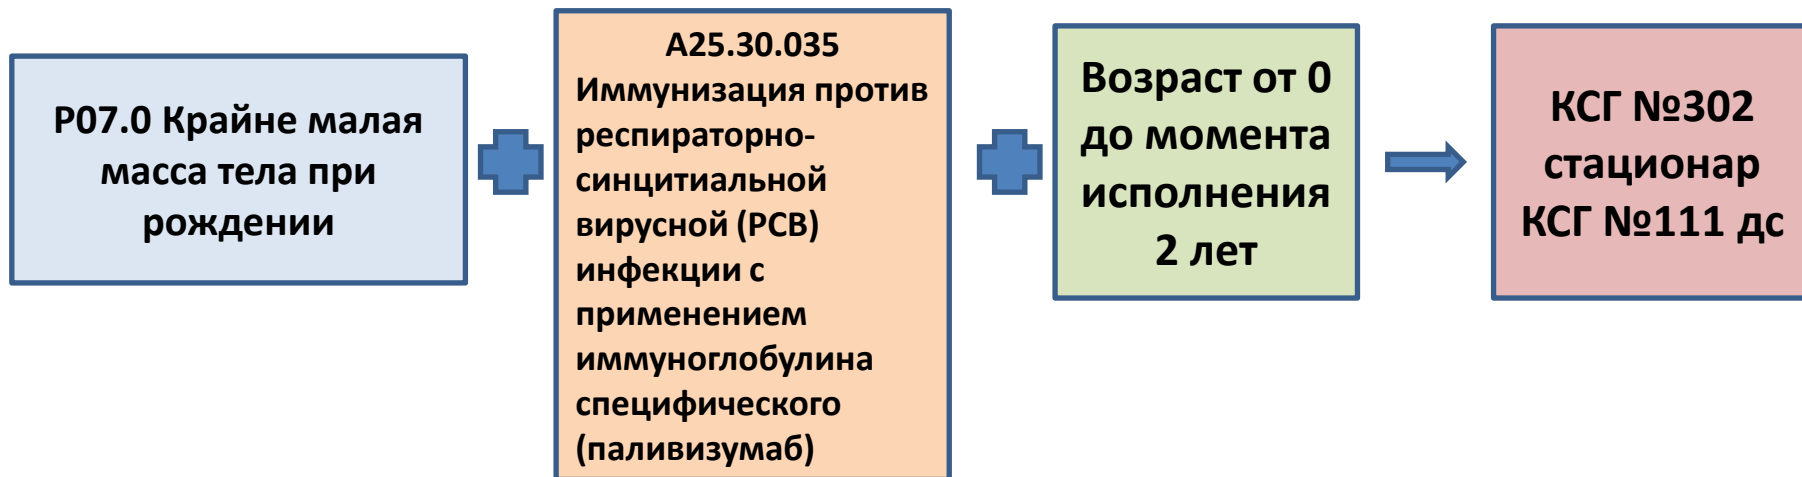 P07.0 Крайне малая
масса тела при
рождении
А25.30.035
Иммунизация против
респираторно-
синцитиальной
вирусной (РСВ)
инфекции с
применением
иммуноглобулина
специфического
(паливизумаб)
Возраст от 0
до момента
исполнения
2 лет
КСГ №302
стационар
КСГ №111 дс